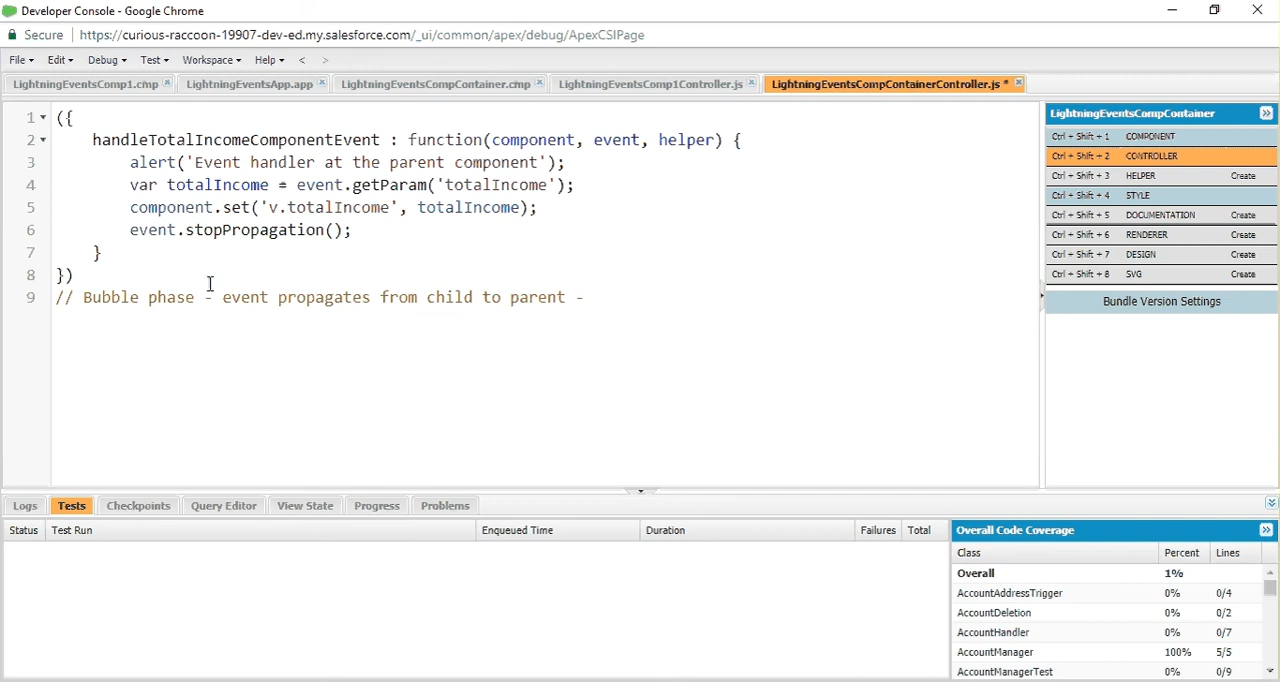 Developer Console - Google Chrome
Secure | https://curious-raccoon-19907-dev-ed.my.salesforce.com/_ui/common/apex/debug/ApexCSIPage
File Edit Debug Test Workspace Help < >
LightningEventsComp1.cmp LightningEventsApp.app LightningEventsCompContainer.cmp LightningEventsComp1Controller.js LightningEventsCompContainerController.js *
1 ({
2 handleTotalIncomeComponentEvent : function(component, event, helper) {
3 alert('Event handler at the parent component');
4 var totalIncome = event.getParam('totalIncome');
5 component.set('v.totalIncome', totalIncome);
6 event.stopPropagation();
7 }
8 })
9 // Bubble phase - event propagates from child to parent -
LightningEventsCompContainer
Ctrl + Shift + 1 COMPONENT
Ctrl + Shift + 2 CONTROLLER
Ctrl + Shift + 3 HELPER Create
Ctrl + Shift + 4 STYLE
Ctrl + Shift + 5 DOCUMENTATION Create
Ctrl + Shift + 6 RENDERER Create
Ctrl + Shift + 7 DESIGN Create
Ctrl + Shift + 8 SVG Create
Bundle Version Settings
Logs Tests Checkpoints Query Editor View State Progress Problems
Status Test Run Enqueued Time Duration Failures Total
Overall Code Coverage
Class Percent Lines
Overall 1%
AccountAddressTrigger 0% 0/4
AccountDeletion 0% 0/2
AccountHandler 0% 0/7
AccountManager 100% 5/5
AccountManagerTest 0% 0/9